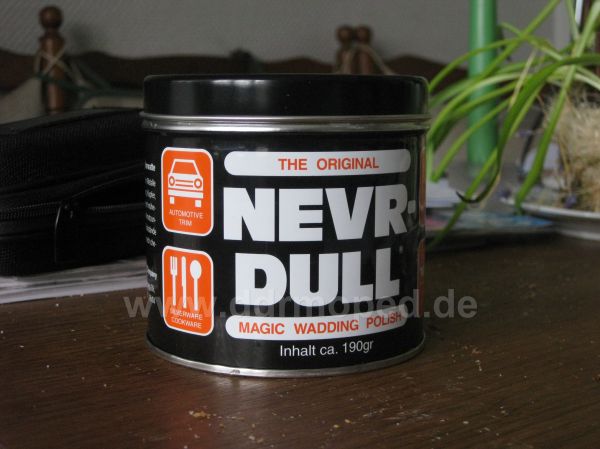 THE ORIGINAL
NEVR-
DULL
MAGIC WADDING POLISH
Inhalt ca. 190gr
AUTOMOTIVE
TRIM
SILVERWARE
COOKWARE
www.ddrmoped.de